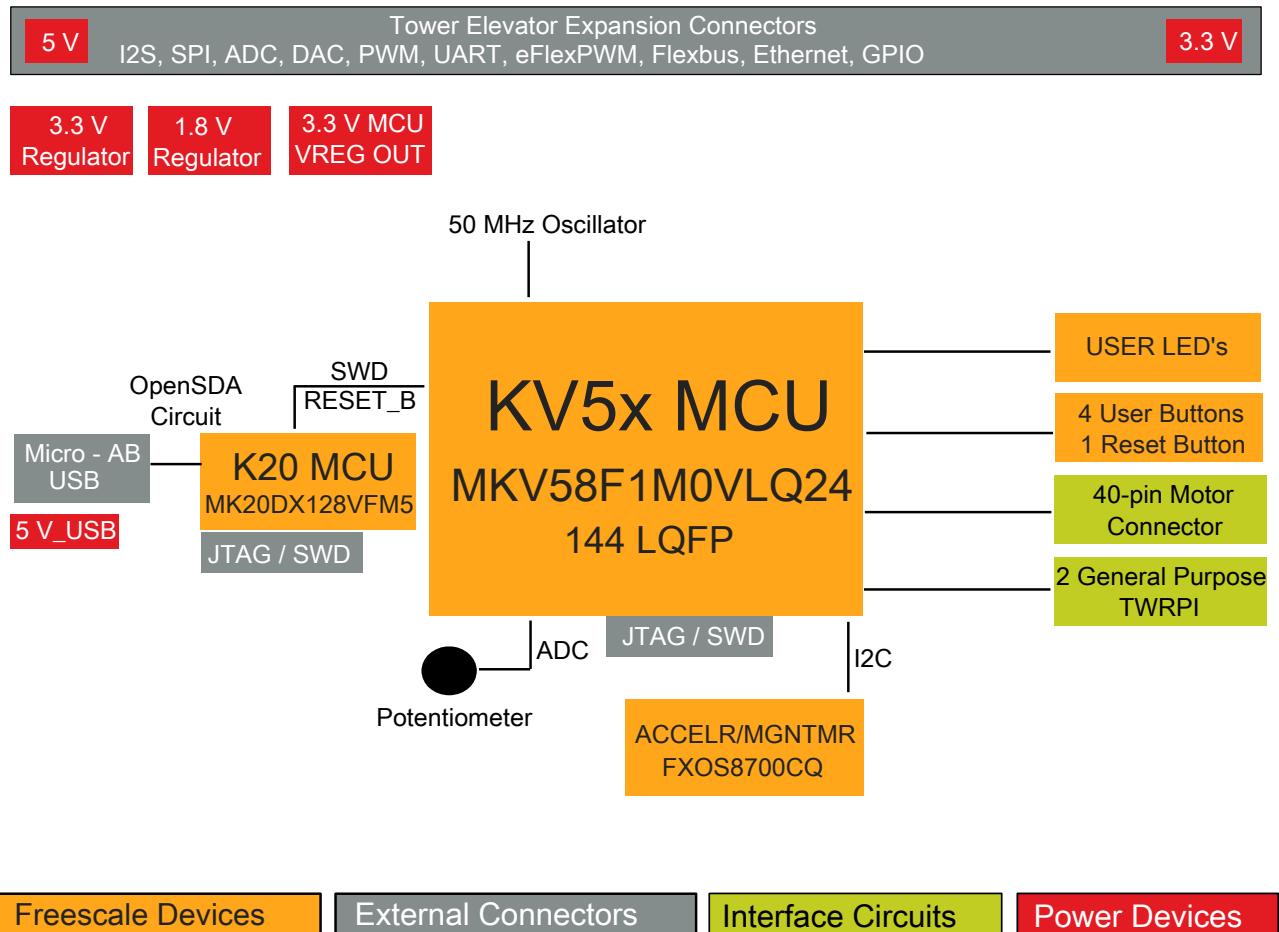 Tower Elevator Expansion Connectors
5 V
I2S, SPI, ADC, DAC, PWM, UART, eFlexPWM, Flexbus, Ethernet, GPIO
3.3 V
3.3 V
Regulator
1.8 V
Regulator
3.3 V MCU
VREG OUT
50 MHz Oscillator
OpenSDA
Circuit
SWD
RESET_B
Micro - AB
USB
5 V_USB
K20 MCU
MK20DX128VFM5
JTAG / SWD
KV5x MCU
MKV58F1M0VLQ24
144 LQFP
USER LED's
4 User Buttons
1 Reset Button
40-pin Motor
Connector
2 General Purpose
TWRPI
ADC
JTAG / SWD
I2C
Potentiometer
ACCELR/MGNTMR
FXOS8700CQ
Freescale Devices
External Connectors
Interface Circuits
Power Devices